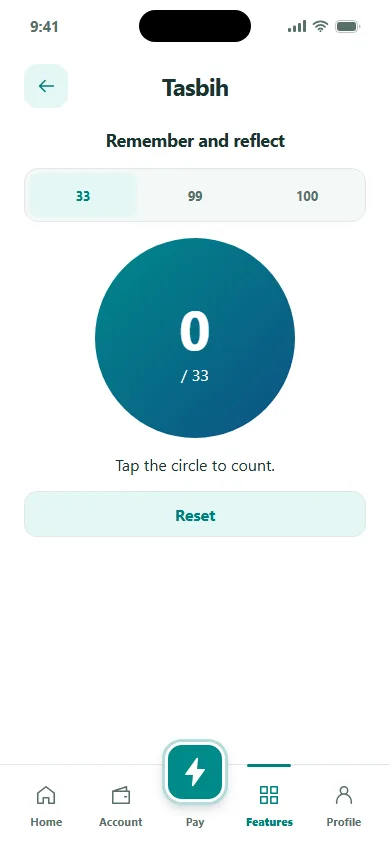 9:41
Tasbih
Remember and reflect
33 99 100
0
/ 33
Tap the circle to count.
Reset
Home Account Pay Features Profile